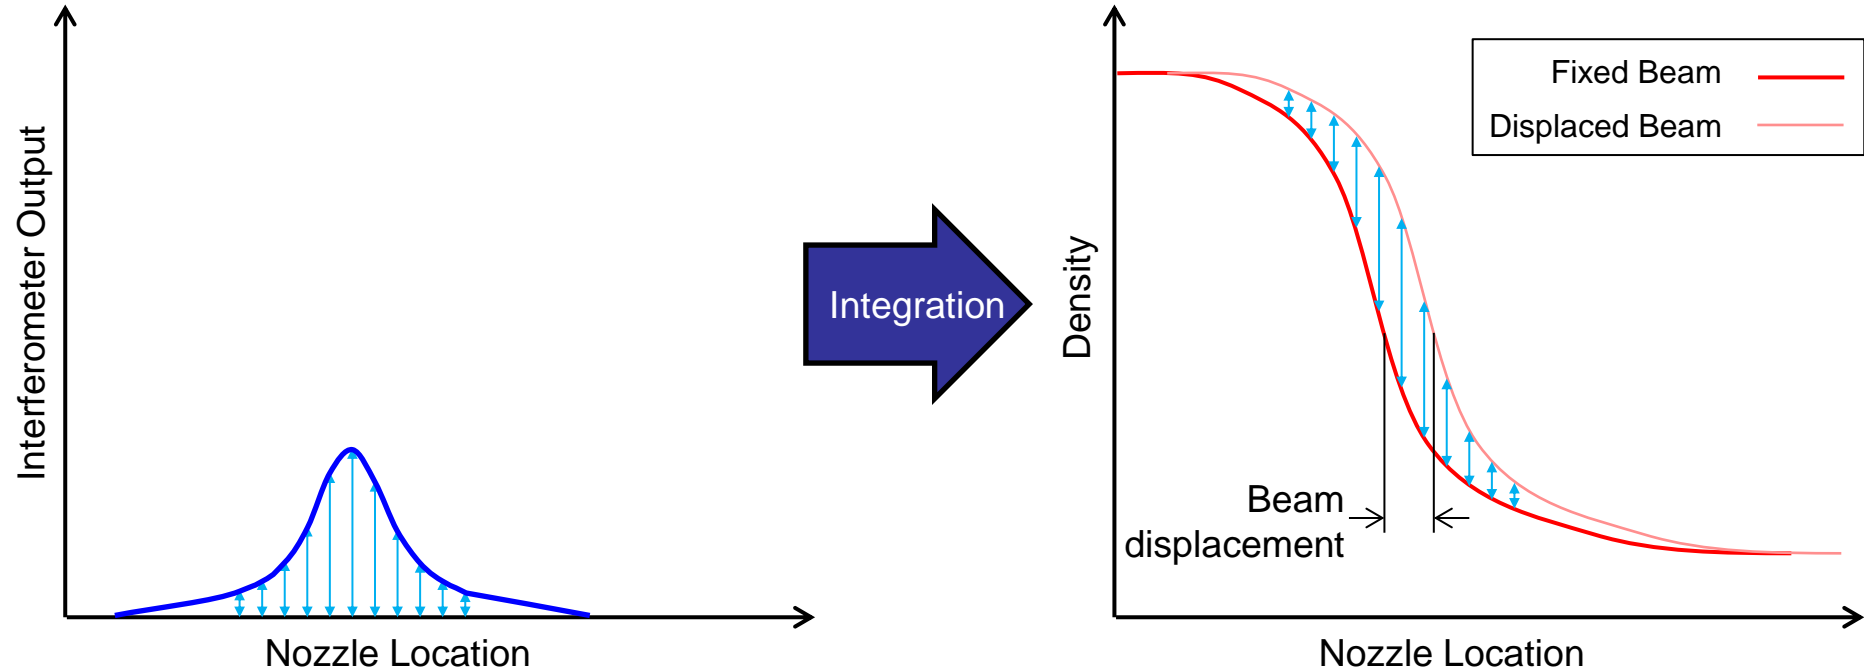 Interferometer Output
Nozzle Location
Integration
Density
Fixed Beam
Displaced Beam
Beam
displacement
Nozzle Location